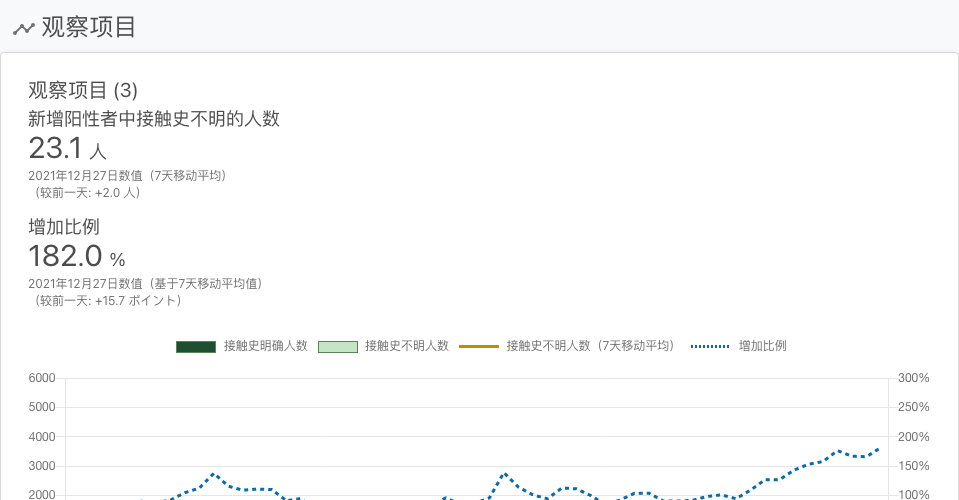 观察项目
观察项目 (3)
新增阳性者中接触史不明的人数
23.1 人
2021年12月27日数值（7天移动平均）
（较前一天: +2.0 人）
增加比例
182.0 %
2021年12月27日数值（基于7天移动平均值）
（较前一天: +15.7 ポイント）
接触史明确人数 接触史不明人数 接触史不明人数（7天移动平均） 增加比例
6000 300%
5000 250%
4000 200%
3000 150%
2000 100%